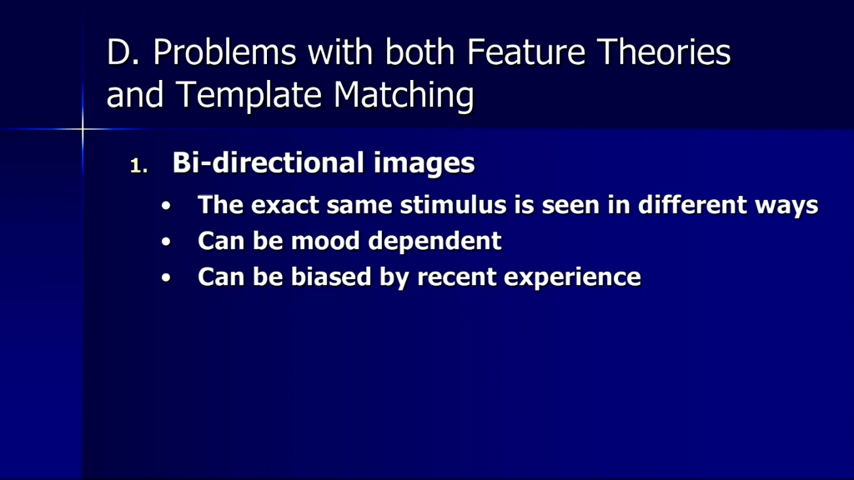 D. Problems with both Feature Theories
and Template Matching
1. Bi-directional images
• The exact same stimulus is seen in different ways
• Can be mood dependent
• Can be biased by recent experience